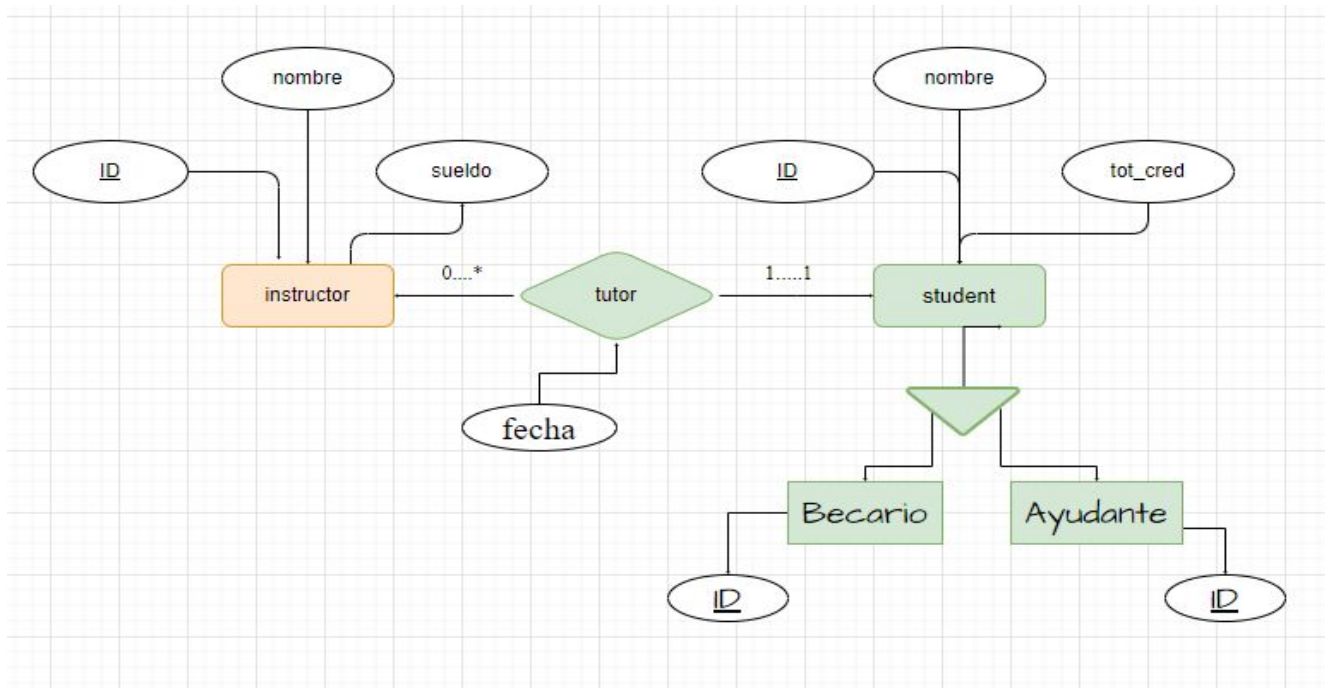 nombre
nombre
ID
sueldo
ID
tot_cred
0....*
1.....1
instructor
tutor
student
fecha
Becario
Ayudante
ID
ID